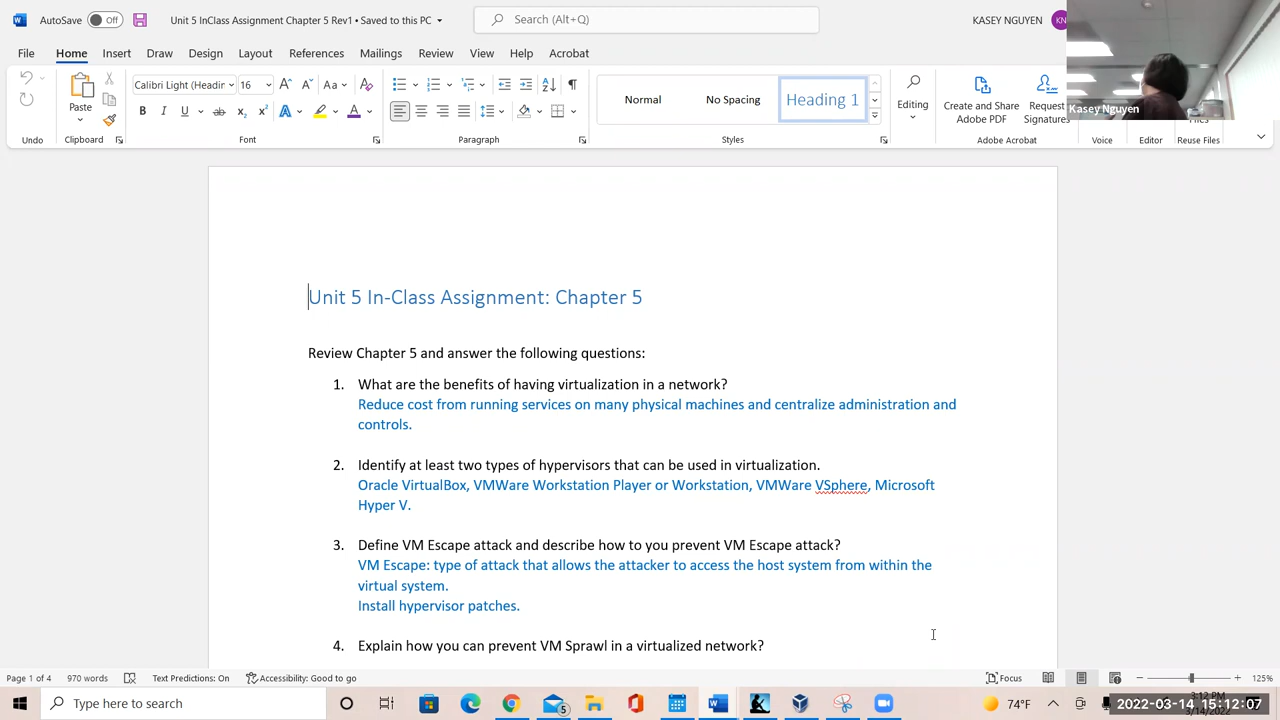 AutoSave Off Unit 5 InClass Assignment Chapter 5 Rev1 • Saved to this PC Search (Alt+Q) KASEY NGUYEN KN
File Home Insert Draw Design Layout References Mailings Review View Help Acrobat
Calibri Light (Headir 16 Aa
Paste Normal No Spacing Heading 1 Editing Create and Share Adobe PDF Request Signatures
Kasey Nguyen
Undo Clipboard Font Paragraph Styles Adobe Acrobat Voice Editor Reuse Files
Unit 5 In-Class Assignment: Chapter 5
Review Chapter 5 and answer the following questions:
1. What are the benefits of having virtualization in a network?
Reduce cost from running services on many physical machines and centralize administration and
controls.
2. Identify at least two types of hypervisors that can be used in virtualization.
Oracle VirtualBox, VMWare Workstation Player or Workstation, VMWare VSphere, Microsoft
Hyper V.
3. Define VM Escape attack and describe how to you prevent VM Escape attack?
VM Escape: type of attack that allows the attacker to access the host system from within the
virtual system.
Install hypervisor patches.
4. Explain how you can prevent VM Sprawl in a virtualized network?
Page 1 of 4 970 words Text Predictions: On Accessibility: Good to go Focus 125%
Type here to search 5 74°F 3:12 PM
2022-03-14 15:12:07
3/14/2022